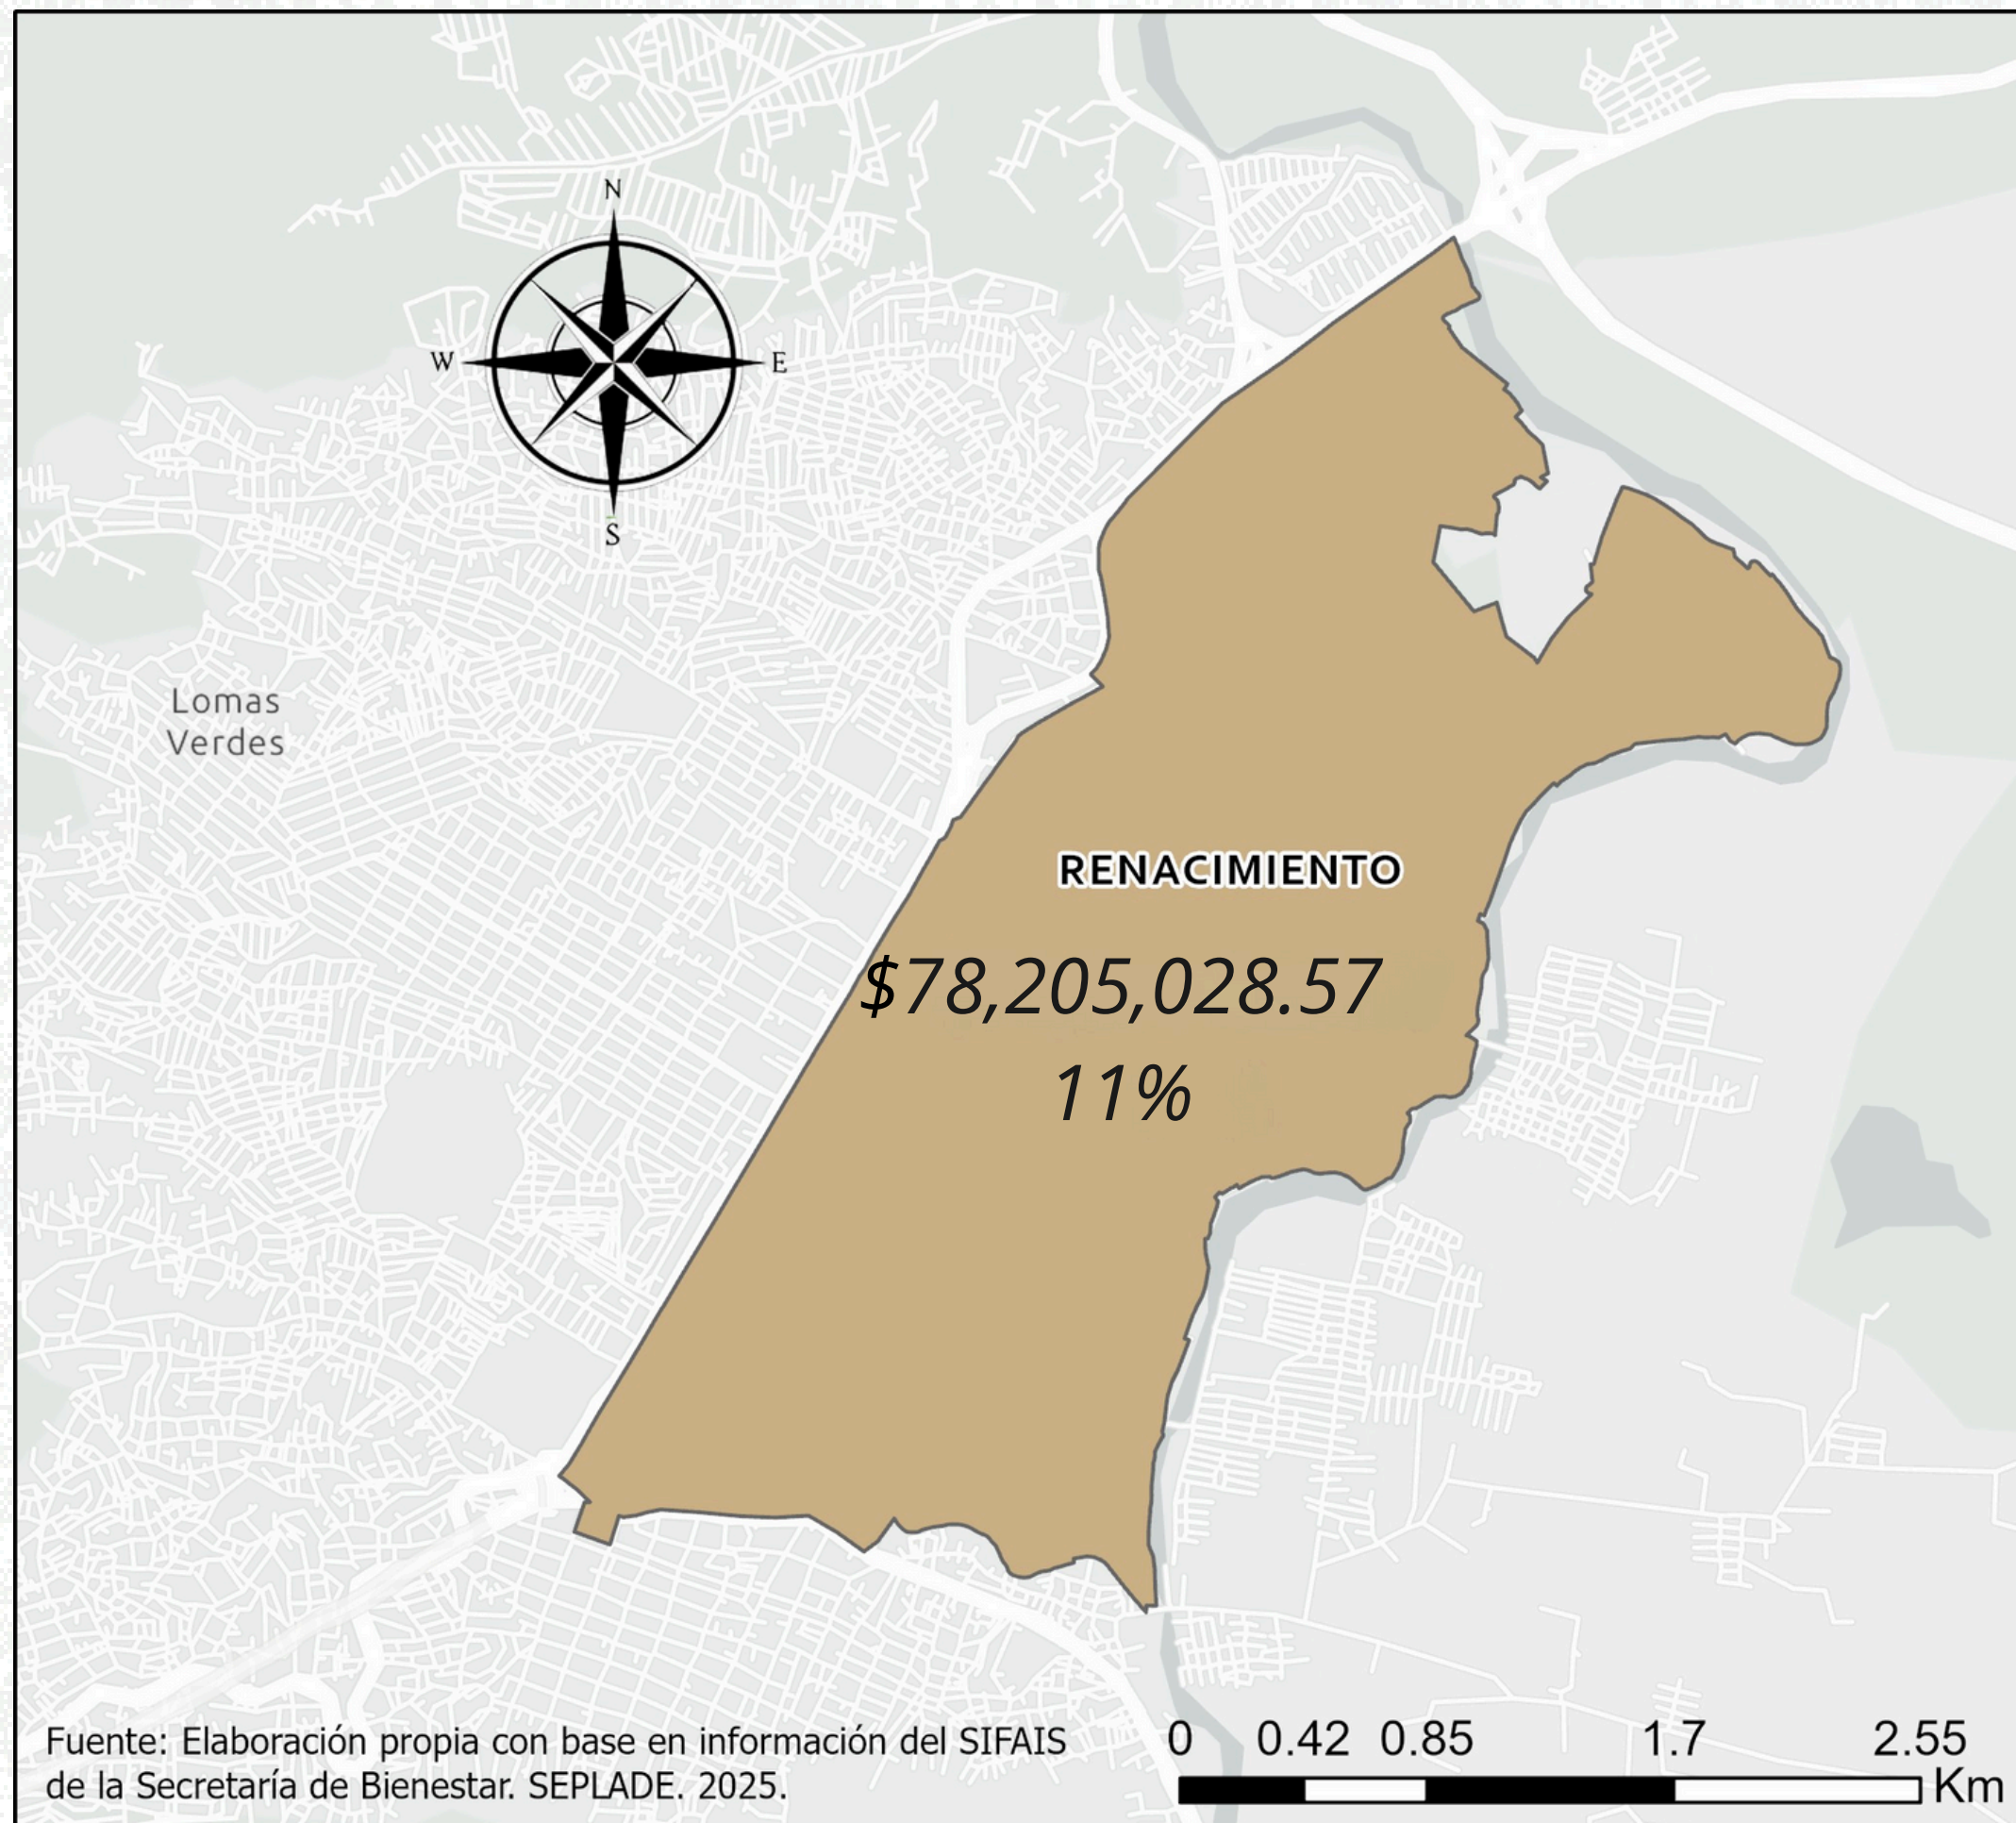 N
W
E
S
Lomas
Verdes
RENACIMIENTO
$78,205,028.57
11%
Fuente: Elaboración propia con base en información del SIFAIS
de la Secretaría de Bienestar. SEPLADE. 2025.
0 0.42 0.85 1.7 2.55
Km